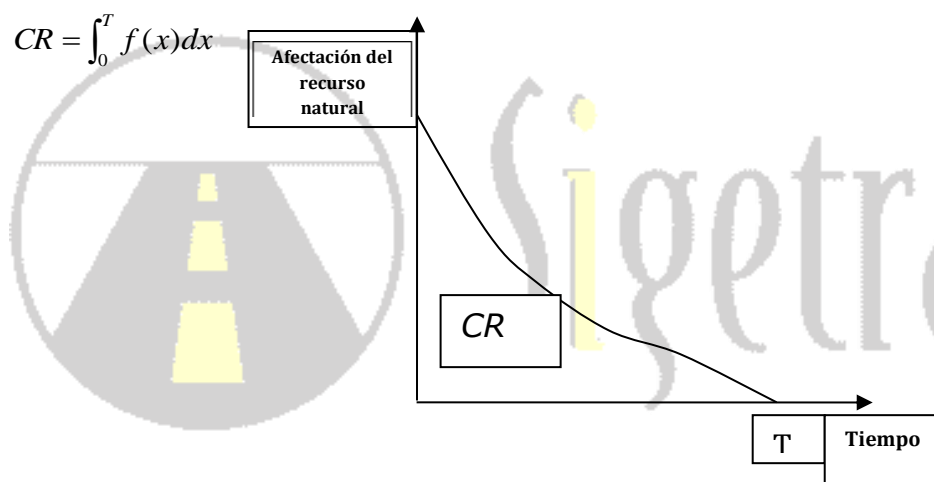 CR = ∫₀ᵀ f(x)dx
Afectación del
recurso
natural
CR
T
Tiempo
Sigetra